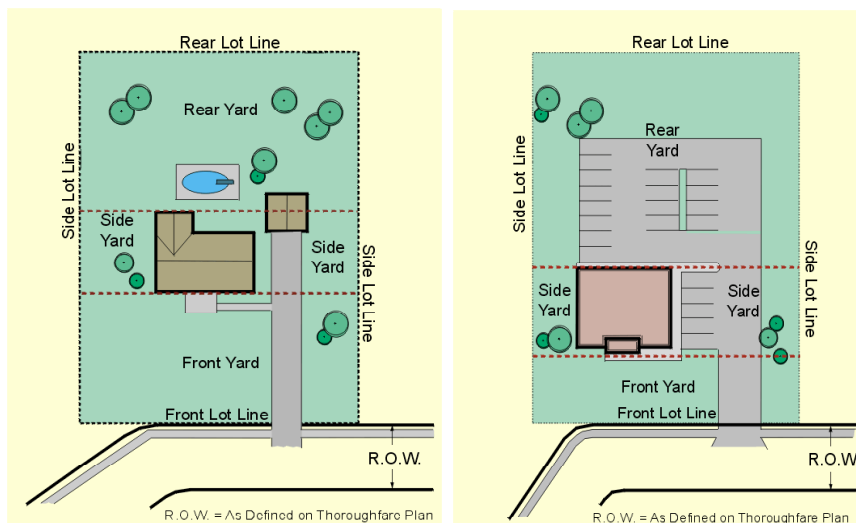 Rear Lot Line
Rear Yard
Side Lot Line
Side
Yard
Side
Yard
Side Lot Line
Front Yard
Front Lot Line
R.O.W.
R.O.W. = As Defined on Thoroughfare Plan
Rear Lot Line
Rear
Yard
Side Lot Line
Side
Yard
Side
Yard
Side Lot Line
Front Yard
Front Lot Line
R.O.W.
R.O.W. = As Defined on Thoroughfare Plan